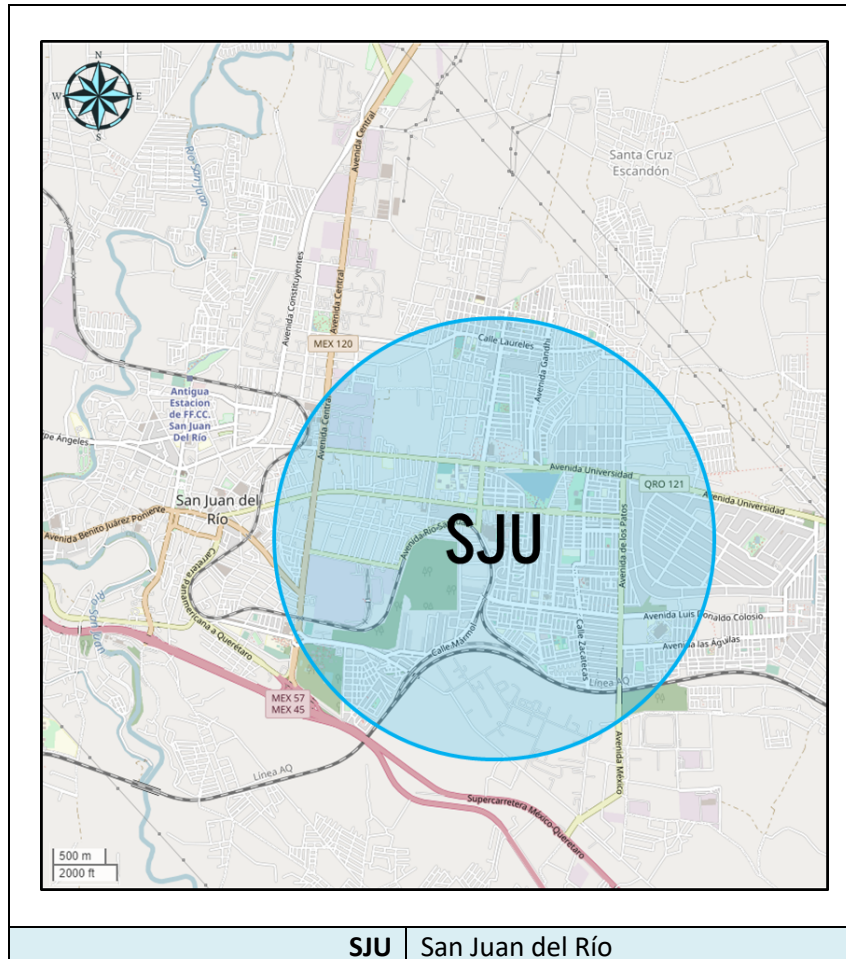 N
W
E
S
Río San Juan
Avenida Central
Santa Cruz
Escandón
Avenida Constituyentes
Avenida Central
Calle Laureles
Avenida Gandhi
MEX 120
Antigua
Estacion
de FF.CC.
San Juan
Del Río
Avenida Central
pe Ángeles
Avenida Universidad
QRO 121
Avenida Universidad
San Juan del
Río
Avenida Benito Juárez Poniente
Avenida Río Sa
SJU
Avenida de los Patos
Carretera Panamericana a Querétaro
Río San Juan
Avenida Luis Donaldo Colosio
Calle Mármol
Calle Zacatecas
Avenida las Águilas
Línea AQ
MEX 57
MEX 45
Línea AQ
Avenida México
Supercarretera México-Querétaro
500 m
2000 ft
SJU San Juan del Río